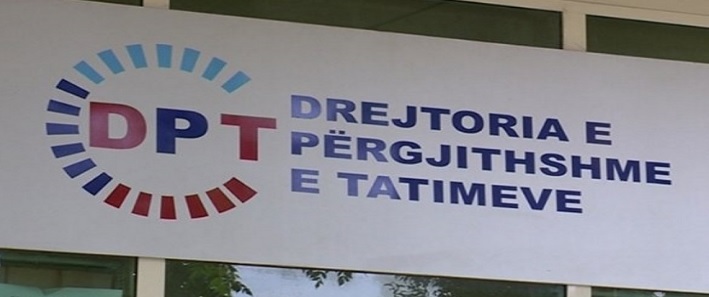 DPT
DREJTORIA E
PËRGJITHSHME
E TATIMEVE